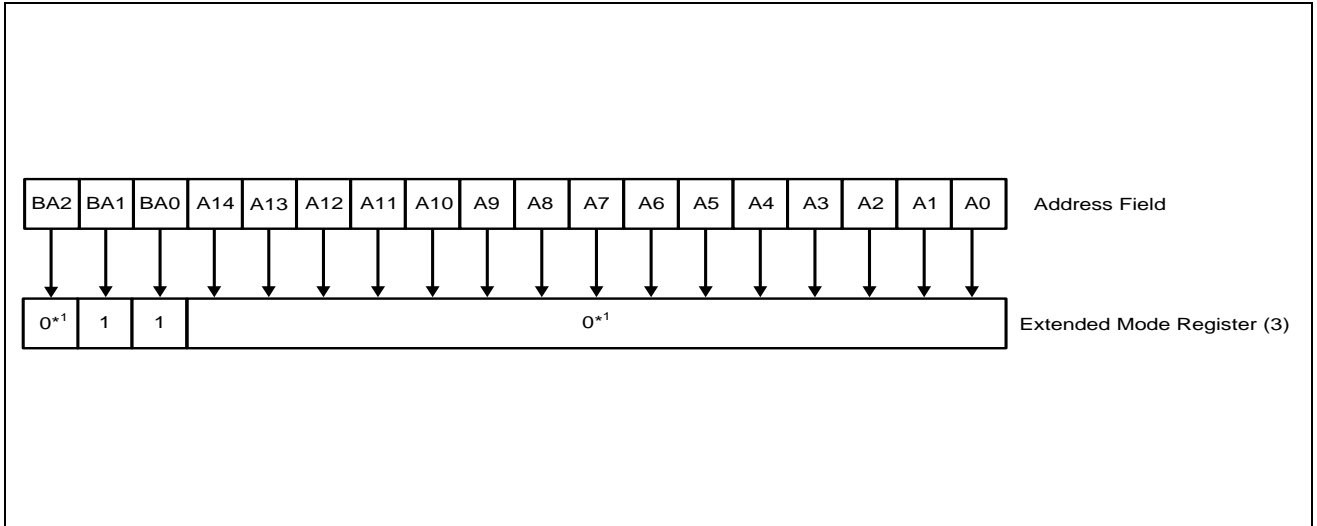 BA2 BA1 BA0 A14 A13 A12 A11 A10 A9 A8 A7 A6 A5 A4 A3 A2 A1 A0 Address Field
0*1 1 1 0*1 Extended Mode Register (3)